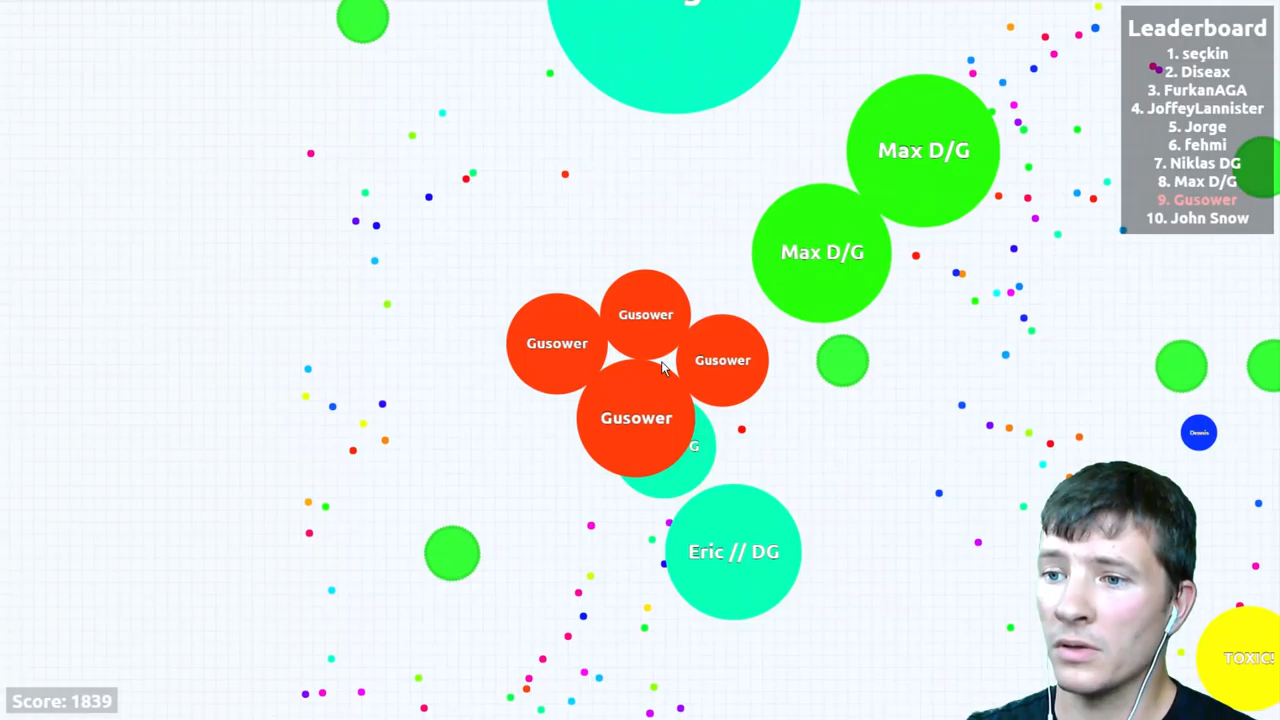 Leaderboard
1. seçkin
2. Diseax
3. FurkanAGA
4. JoffeyLannister
5. Jorge
6. fehmi
7. Niklas DG
8. Max D/G
9. Gusower
10. John Snow
Max D/G
Max D/G
Gusower
Gusower
Gusower
Gusower
G
Dennis
Eric // DG
TOXIC!
Score: 1839